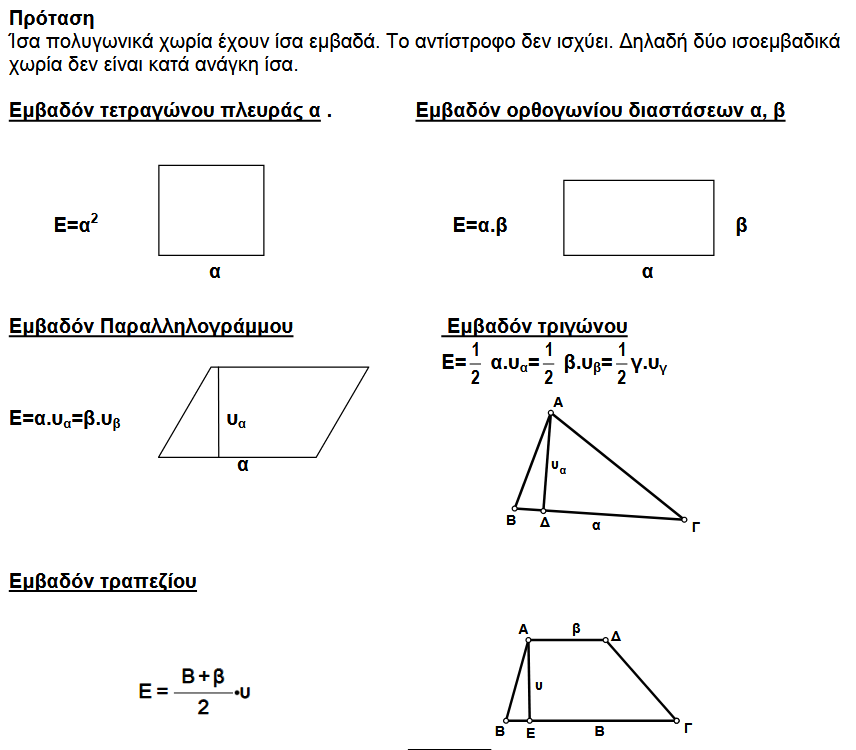 Πρόταση
Ίσα πολυγωνικά χωρία έχουν ίσα εμβαδά. Το αντίστροφο δεν ισχύει. Δηλαδή δύο ισοεμβαδικά
χωρία δεν είναι κατά ανάγκη ίσα.
Εμβαδόν τετραγώνου πλευράς α .
Ε=α²
α
Εμβαδόν ορθογωνίου διαστάσεων α, β
Ε=α.β
β
α
Εμβαδόν Παραλληλογράμμου
Ε=α.υα=β.υβ
υα
α
Εμβαδόν τριγώνου
Ε=1/2 α.υα=1/2 β.υβ=1/2γ.υγ
Α
υα
Β Δ α Γ
Εμβαδόν τραπεζίου
Ε = Β + β / 2 •υ
Α β Δ
υ
Β Ε Β Γ